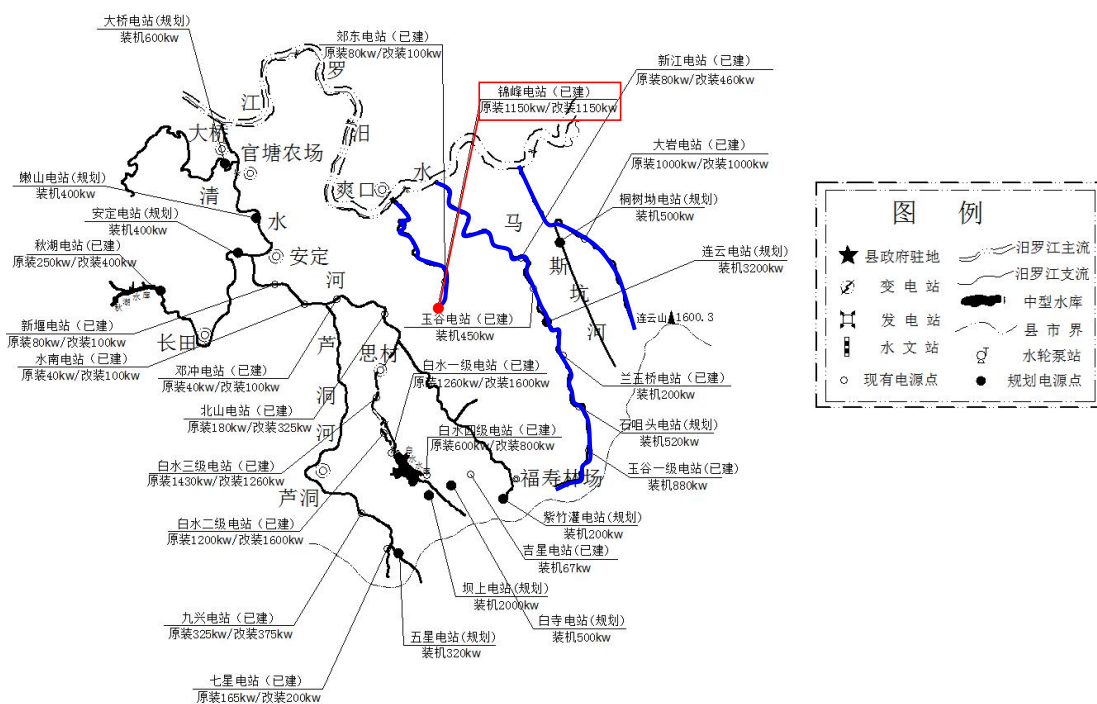 大桥电站(规划)
装机600kw
郊东电站（已建）
原装80kw/改装100kw
新江电站（已建）
原装80kw/改装460kw
锦峰电站（已建）
原装1150kw/改装1150kw
大岩电站（已建）
原装1000kw/改装1000kw
罗
江
汨
水
大桥
官塘农场
爽口
嫩山电站(规划)
装机400kw
清
水
河
桐树坳电站(规划)
装机500kw
马
斯
坑
河
安定电站(规划)
装机400kw
安定
秋湖电站(已建)
原装250kw/改装400kw
秋湖水库
连云电站(规划)
装机3200kw
连云山
1600.3
玉谷电站（已建）
装机450kw
新堰电站（已建）
原装80kw/改装100kw
长田
水南电站（已建）
原装40kw/改装100kw
邓冲电站（已建）
原装40kw/改装100kw
芦
洞
河
思村
白水一级电站（已建）
原装1260kw/改装1600kw
兰玉桥电站（已建）
装机200kw
北山电站（已建）
原装180kw/改装325kw
石咀头电站(规划)
装机520kw
白水四级电站（已建）
原装600kw/改装800kw
白水三级电站（已建）
原装1430kw/改装1260kw
玉谷一级电站(已建)
装机880kw
福寿林场
芦洞
白水二级电站（已建）
原装1200kw/改装1600kw
紫竹灌电站(规划)
装机200kw
吉星电站(已建)
装机67kw
坝上电站(规划)
装机2000kw
九兴电站（已建）
原装325kw/改装375kw
白寺电站(规划)
装机500kw
五星电站(规划)
装机320kw
七星电站(已建)
原装165kw/改装200kw
图 例
县政府驻地
汨罗江主流
变电站
汨罗江支流
发电站
中型水库
水文站
县市界
水轮泵站
现有电源点
规划电源点